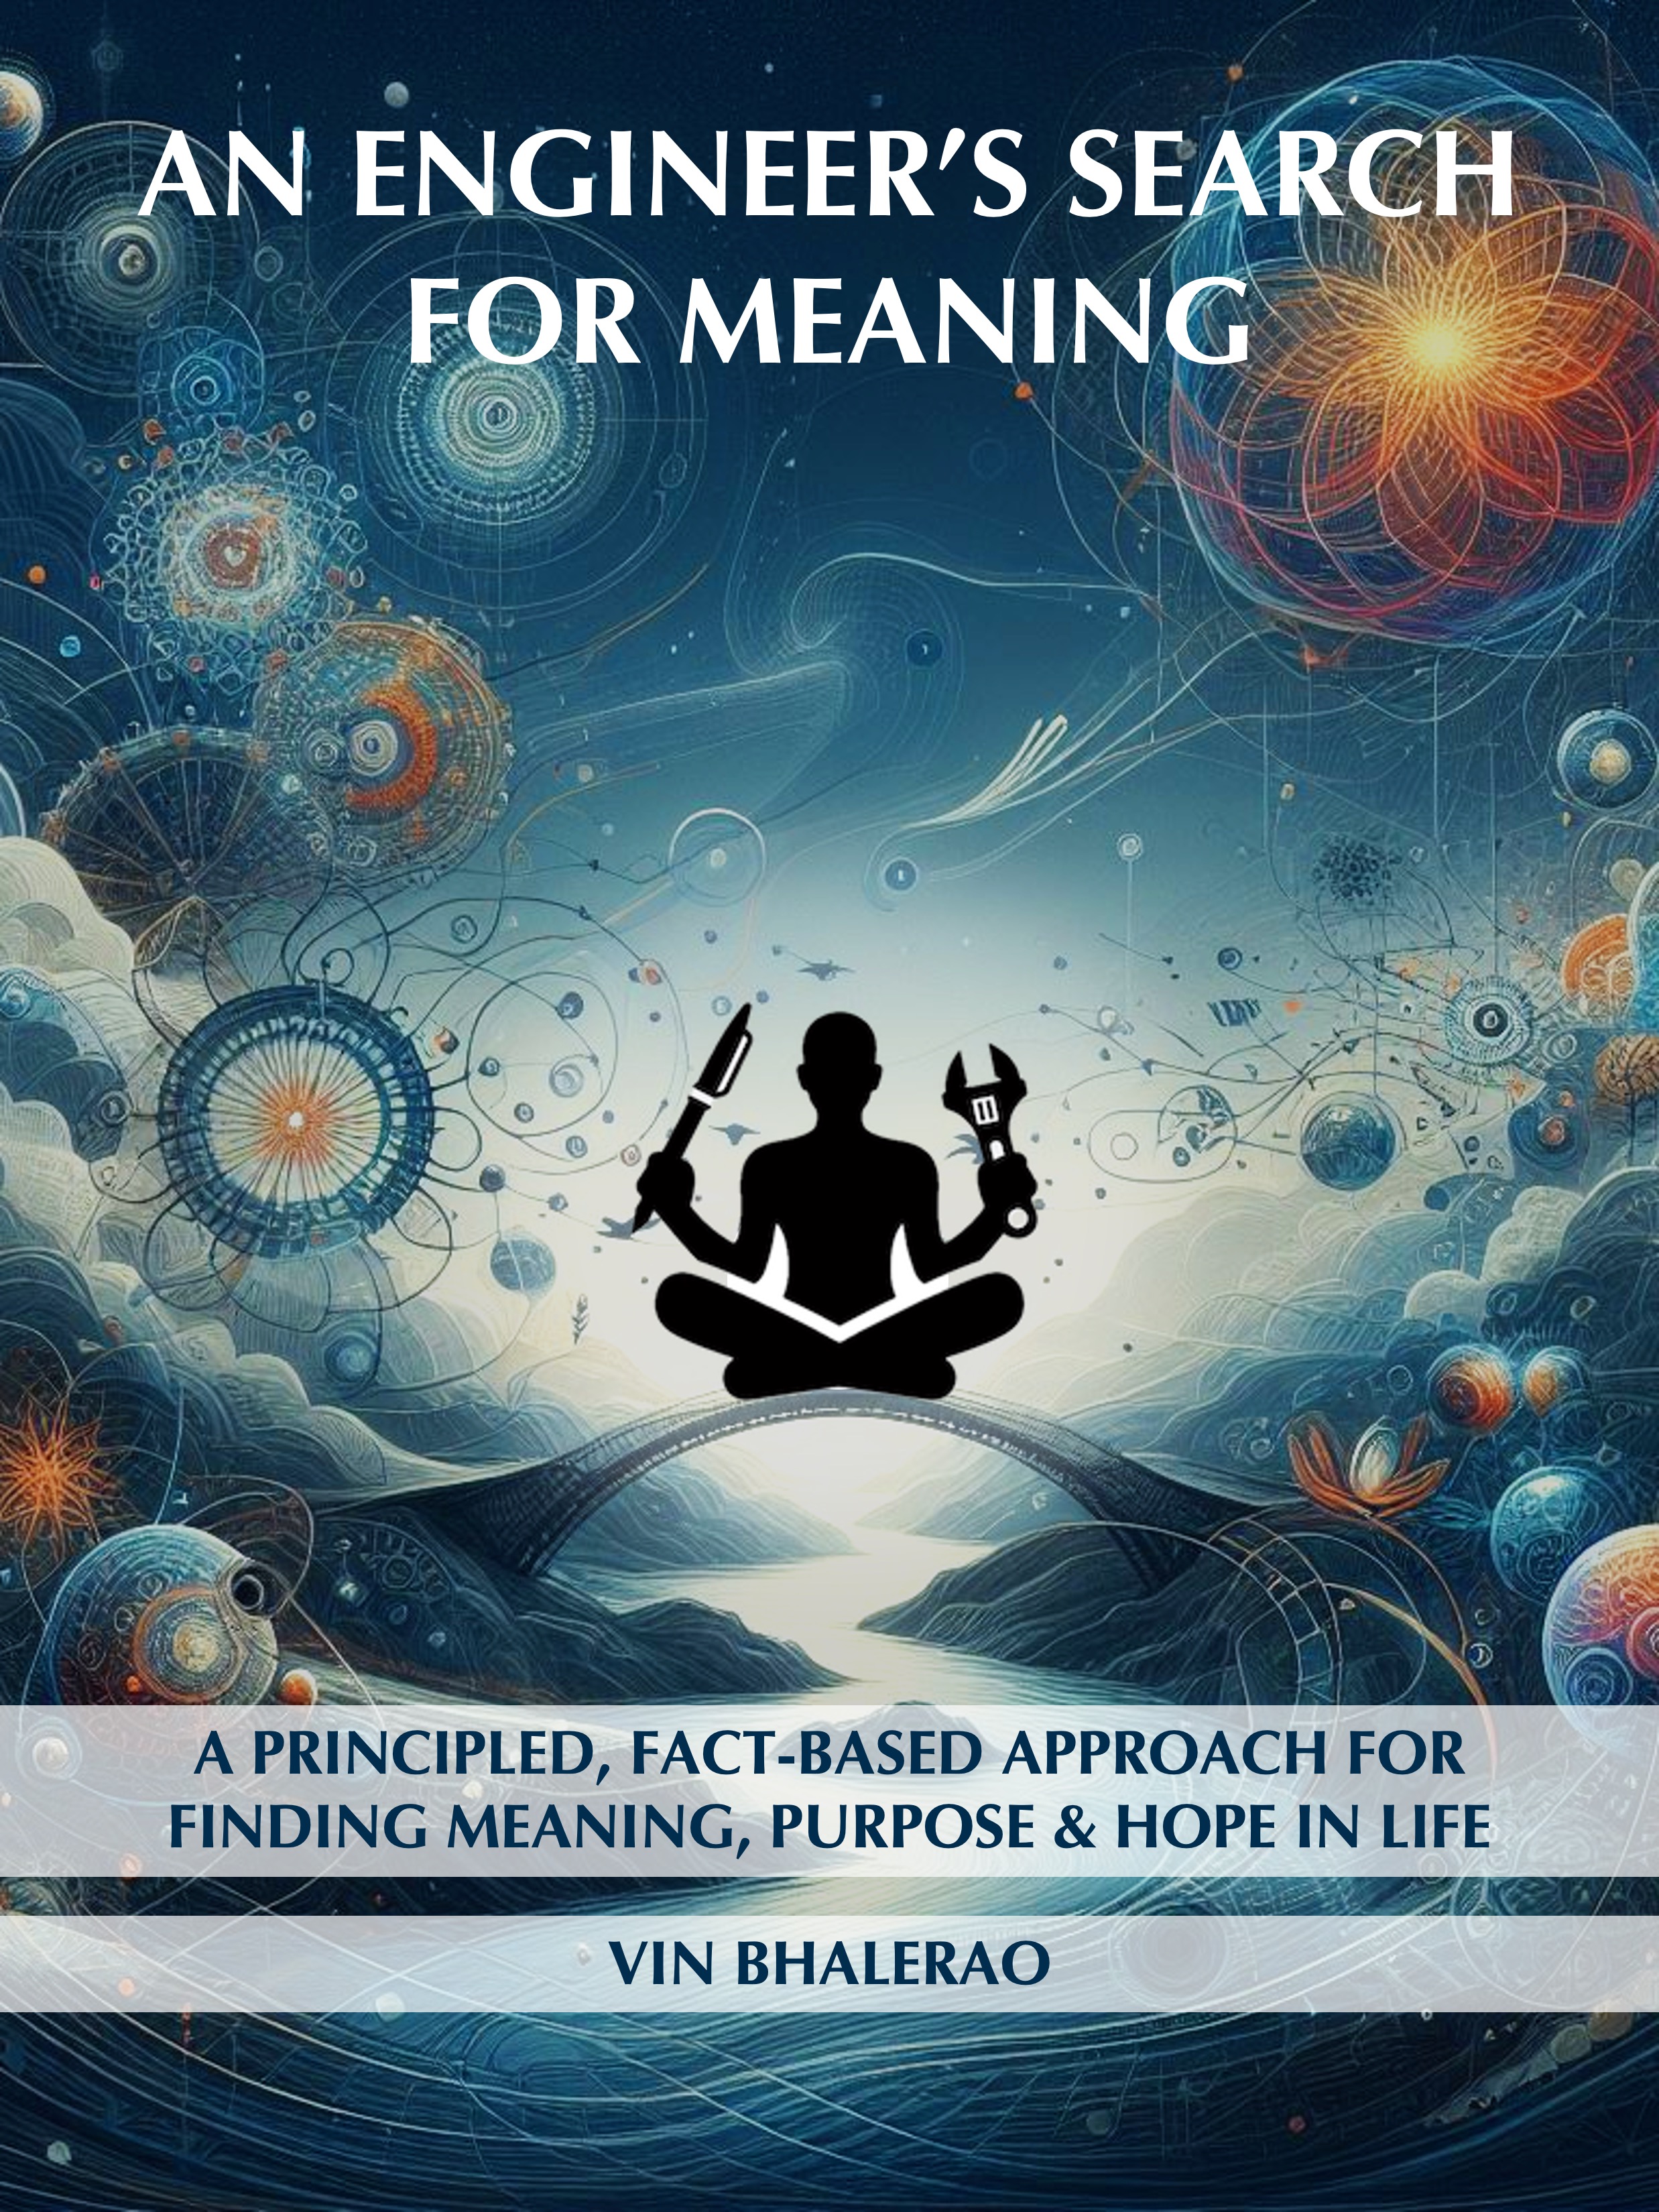 AN ENGINEER’S SEARCH
FOR MEANING
A PRINCIPLED, FACT-BASED APPROACH FOR
FINDING MEANING, PURPOSE & HOPE IN LIFE
VIN BHALERAO